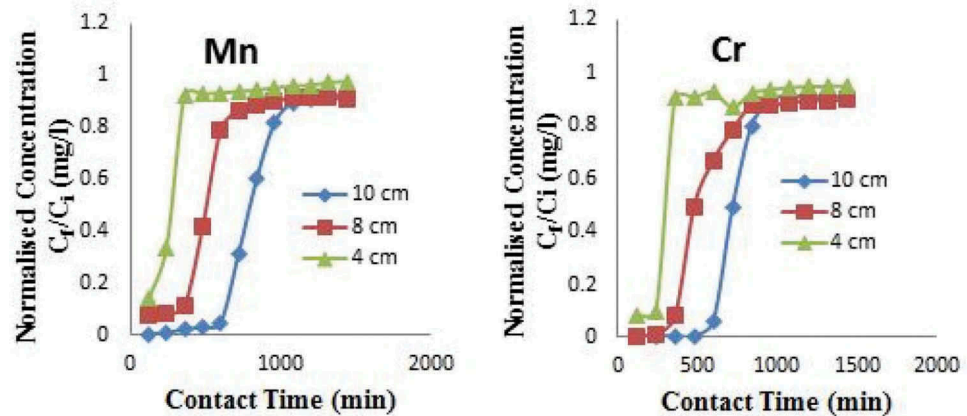 Mn
Normalised Concentration
C_f/C_i (mg/l)
1.2
1
0.8
0.6
0.4
0.2
0
0
1000
2000
10 cm
8 cm
4 cm
Contact Time (min)
Cr
Normalised Concentration
C_f/Ci (mg/l)
1.2
1
0.8
0.6
0.4
0.2
0
0
500
1000
1500
2000
10 cm
8 cm
4 cm
Contact Time (min)